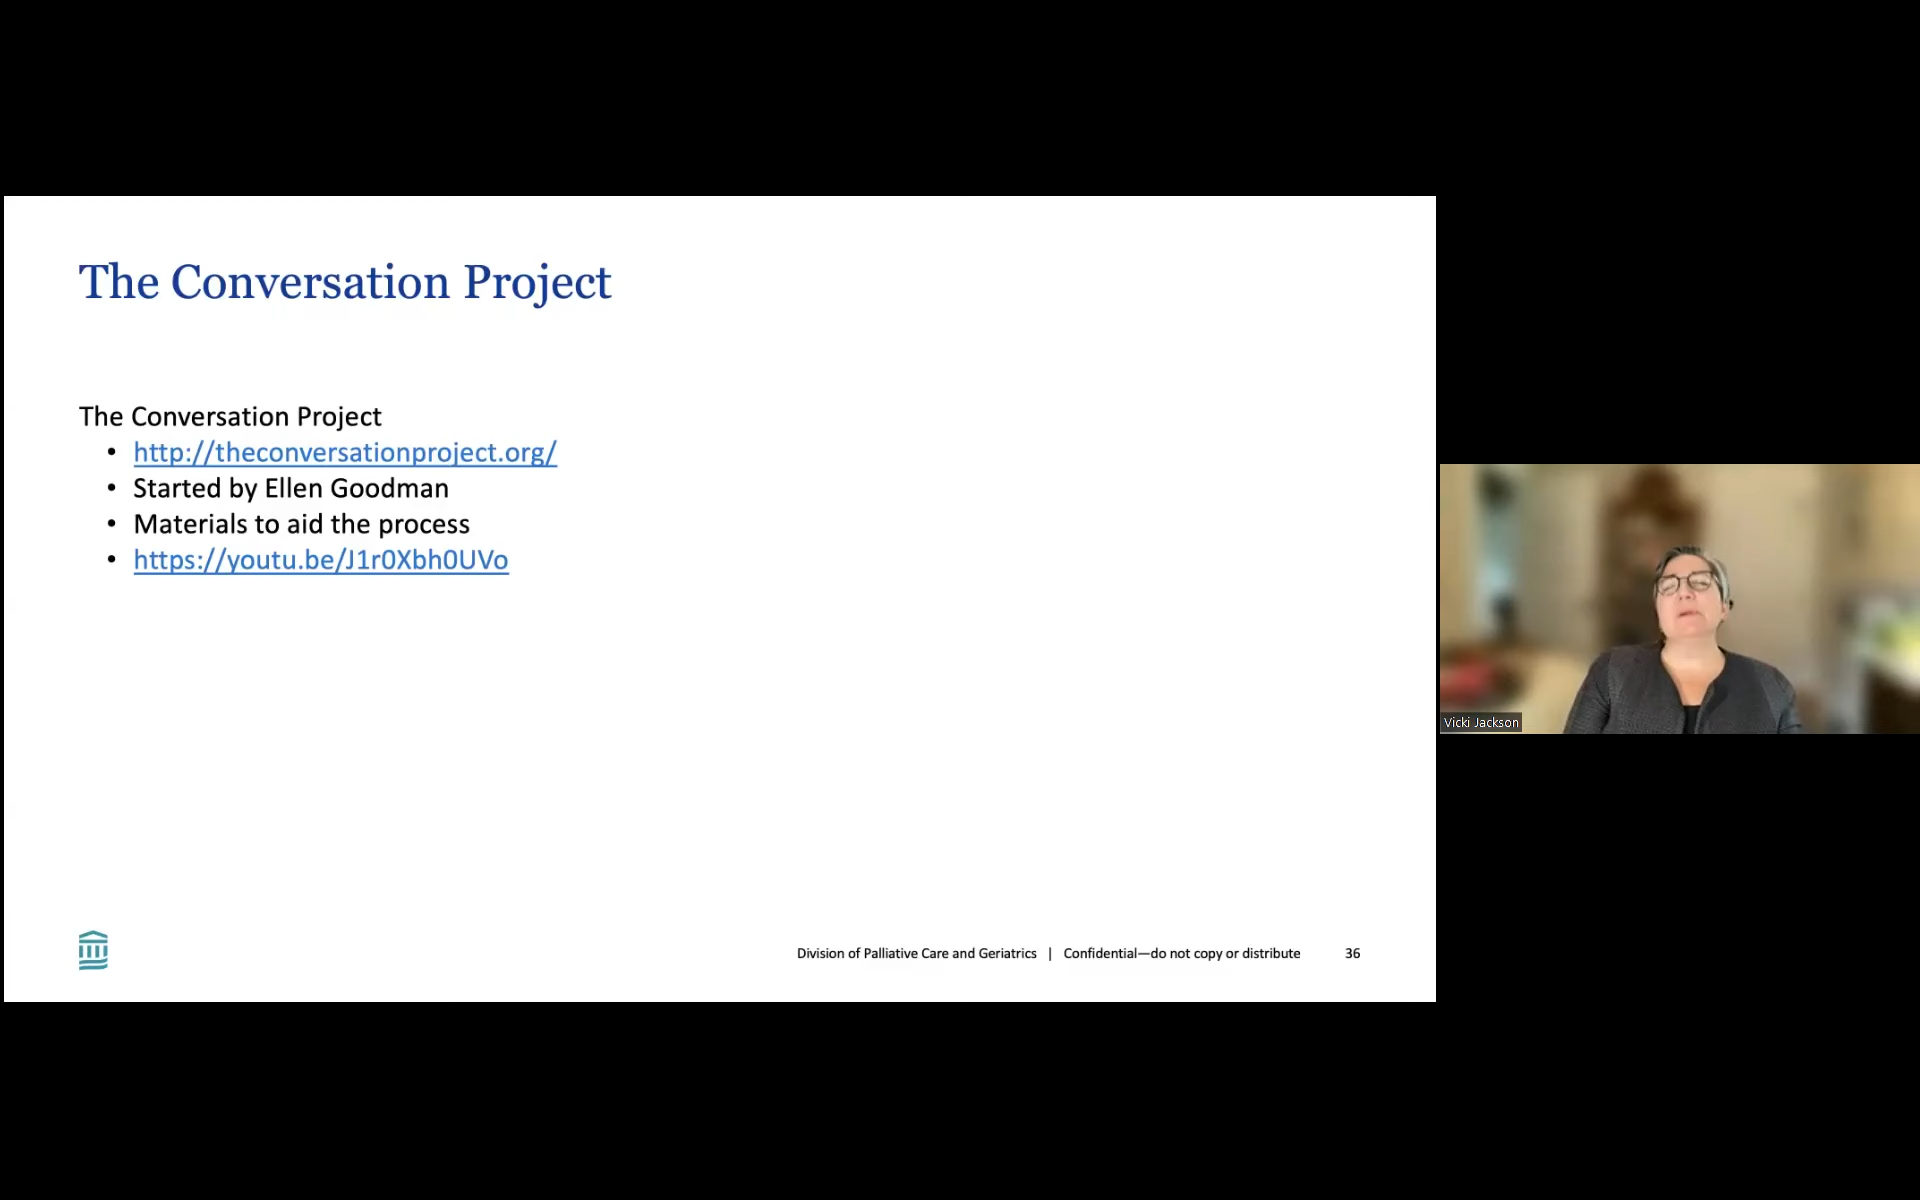 The Conversation Project
The Conversation Project
• http://theconversationproject.org/
• Started by Ellen Goodman
• Materials to aid the process
• https://youtu.be/J1r0Xbh0UVo
Vicki Jackson
Division of Palliative Care and Geriatrics | Confidential—do not copy or distribute 36